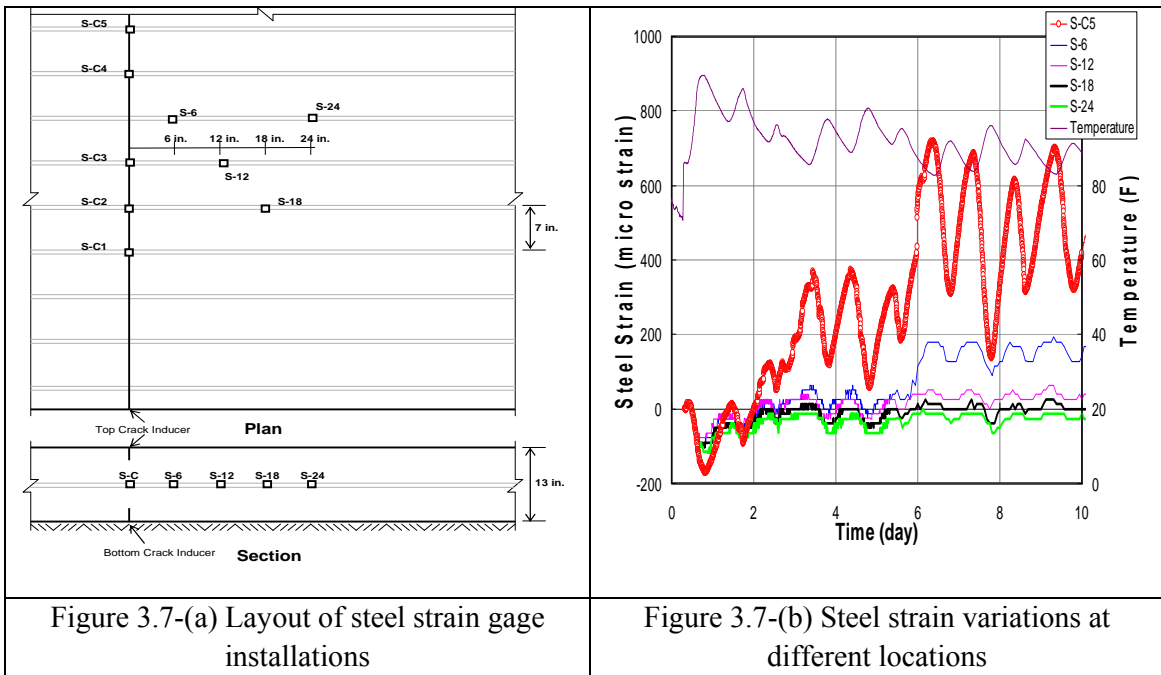 S-C5
S-C4
S-6
S-24
6 in.
12 in.
18 in.
24 in.
S-C3
S-12
S-C2
S-18
7 in.
S-C1
Top Crack Inducer
Plan
S-C
S-6
S-12
S-18
S-24
13 in.
Bottom Crack Inducer
Section
Figure 3.7-(a) Layout of steel strain gage
installations
S-C5
S-6
S-12
S-18
S-24
Temperature
Steel Strain (micro strain)
1000
800
600
400
200
0
-200
80
60
40
20
0
Temperature (F)
0
2
4
6
8
10
Time (day)
Figure 3.7-(b) Steel strain variations at
different locations